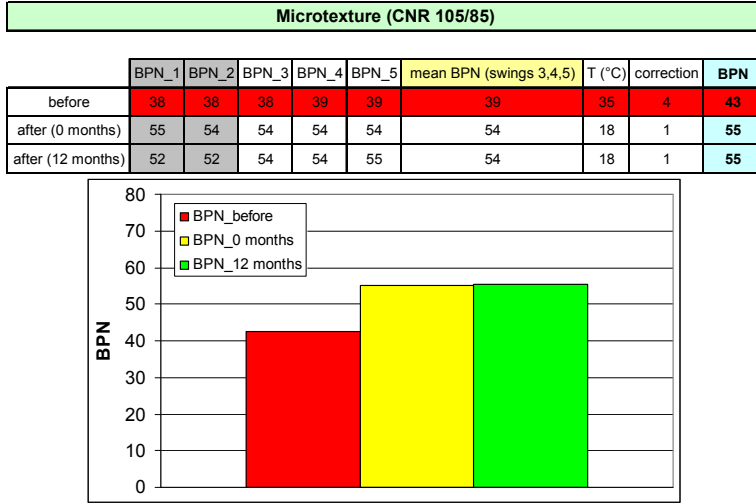 Microtexture (CNR 105/85)
BPN_1 BPN_2 BPN_3 BPN_4 BPN_5 mean BPN (swings 3,4,5) T (°C) correction BPN
before 38 38 38 39 39 39 35 4 43
after (0 months) 55 54 54 54 54 54 18 1 55
after (12 months) 52 52 54 54 55 54 18 1 55
80
70
60
50
40
30
20
10
0
BPN
BPN_before
BPN_0 months
BPN_12 months